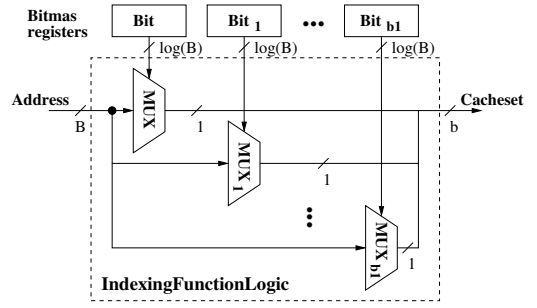 Bitmas registers
Bit
Bit 1
•••
Bit b1
log(B)
log(B)
log(B)
Address
B
MUX
1
Cacheset
b
MUX 1
1
•••
MUX b1
1
IndexingFunctionLogic